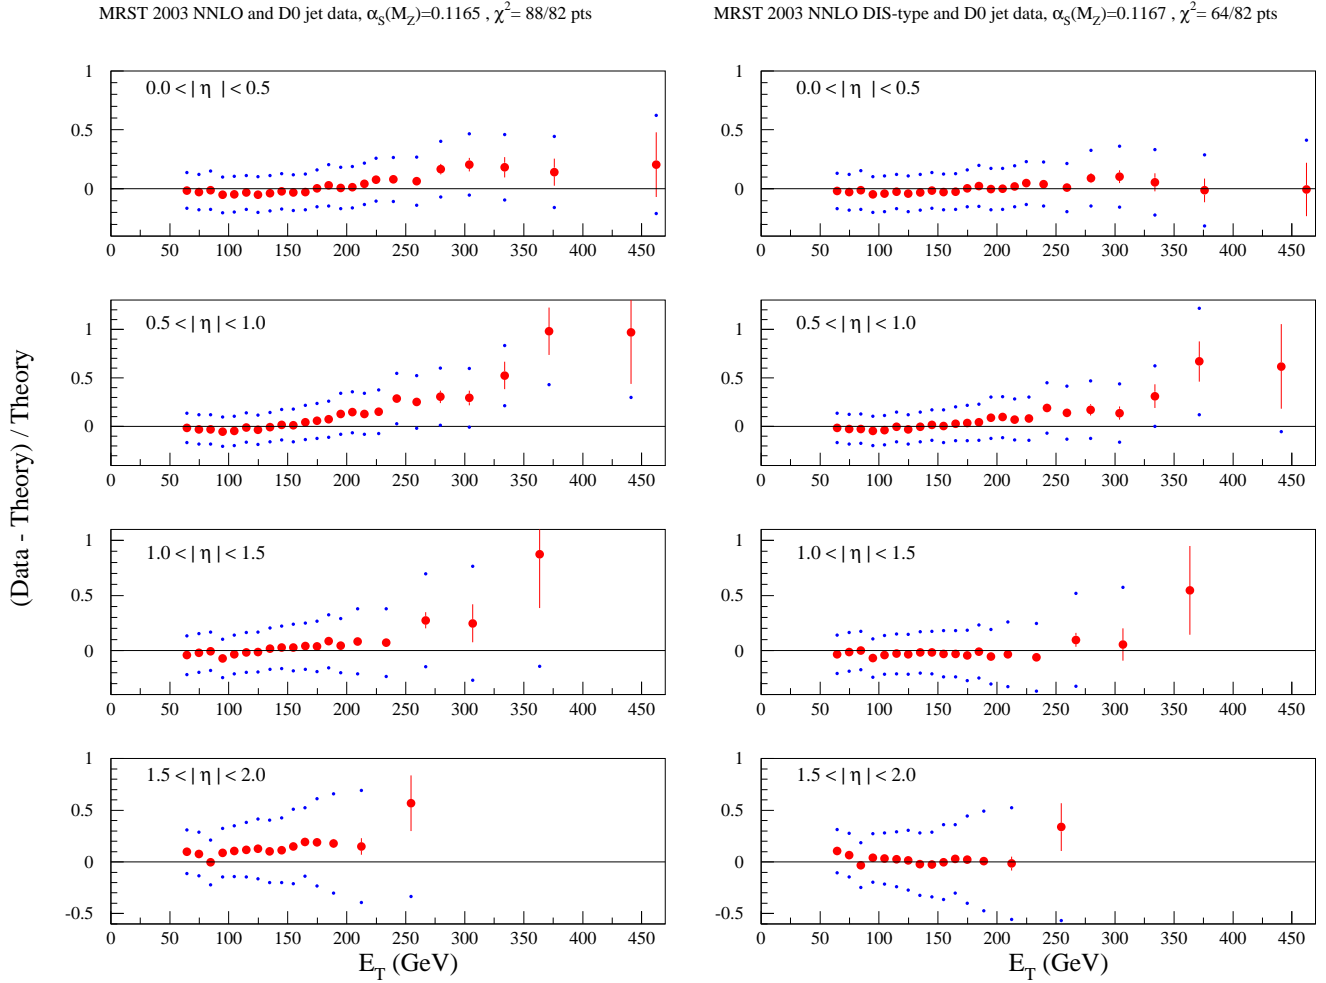 MRST 2003 NNLO and D0 jet data, α_S(M_Z)=0.1165 , χ²= 88/82 pts
MRST 2003 NNLO DIS-type and D0 jet data, α_S(M_Z)=0.1167 , χ²= 64/82 pts
(Data - Theory) / Theory
0.0 < | η | < 0.5
1
0.5
0
0 50 100 150 200 250 300 350 400 450
0.0 < | η | < 0.5
1
0.5
0
0 50 100 150 200 250 300 350 400 450
0.5 < | η | < 1.0
1
0.5
0
0 50 100 150 200 250 300 350 400 450
0.5 < | η | < 1.0
1
0.5
0
0 50 100 150 200 250 300 350 400 450
1.0 < | η | < 1.5
1
0.5
0
0 50 100 150 200 250 300 350 400 450
1.0 < | η | < 1.5
1
0.5
0
0 50 100 150 200 250 300 350 400 450
1.5 < | η | < 2.0
1
0.5
0
-0.5
0 50 100 150 200 250 300 350 400 450
E_T (GeV)
1.5 < | η | < 2.0
1
0.5
0
-0.5
0 50 100 150 200 250 300 350 400 450
E_T (GeV)